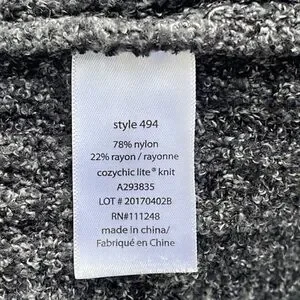 style 494
78% nylon
22% rayon / rayonne
cozychic lite® knit
A293835
LOT # 20170402B
RN#111248
made in china/
Fabriqué en Chine